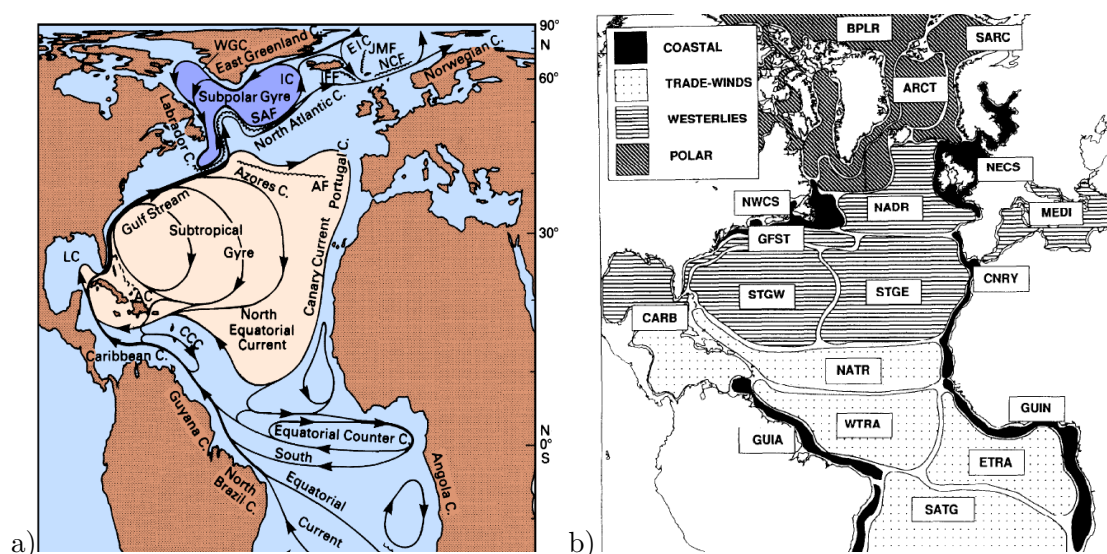 90°
N
WGC
East Greenland C.
EIC
JMF
NCF
Norwegian C.
60°
IFF
IC
Subpolar Gyre
SAF
North Atlantic C.
Labrador C.
Azores C.
AF
Portugal C.
Gulf Stream
Subtropical
Gyre
30°
LC
AC
Canary Current
North
Equatorial
Current
CCC
Caribbean C.
Guyana C.
Equatorial Counter C.
N
0°
S
South
Equatorial
Current
North
Brazil C.
Angola C.
a)
COASTAL
TRADE-WINDS
WESTERLIES
POLAR
BPLR
SARC
ARCT
NECS
NWCS
NADR
MEDI
GFST
CNRY
STGW
STGE
CARB
NATR
GUIN
WTRA
GUIA
ETRA
SATG
b)